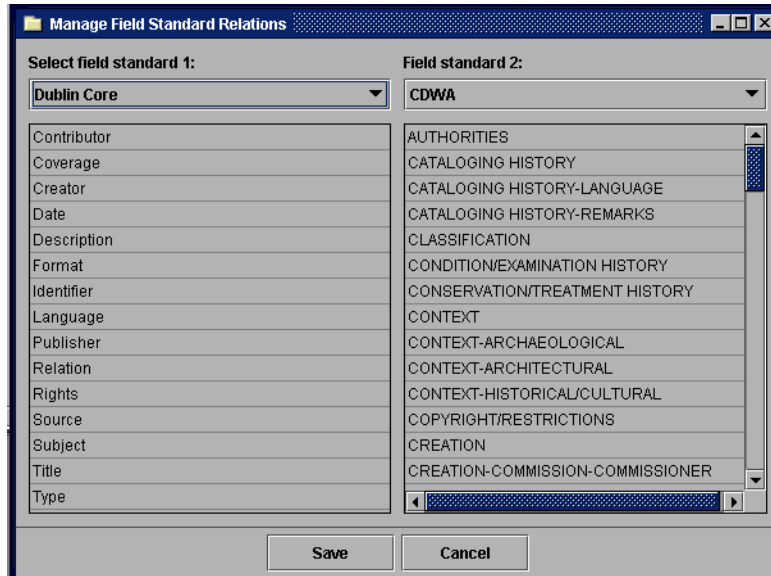 Manage Field Standard Relations
Select field standard 1:
Dublin Core
Contributor
Coverage
Creator
Date
Description
Format
Identifier
Language
Publisher
Relation
Rights
Source
Subject
Title
Type
Field standard 2:
CDWA
AUTHORITIES
CATALOGING HISTORY
CATALOGING HISTORY-LANGUAGE
CATALOGING HISTORY-REMARKS
CLASSIFICATION
CONDITION/EXAMINATION HISTORY
CONSERVATION/TREATMENT HISTORY
CONTEXT
CONTEXT-ARCHAEOLOGICAL
CONTEXT-ARCHITECTURAL
CONTEXT-HISTORICAL/CULTURAL
COPYRIGHT/RESTRICTIONS
CREATION
CREATION-COMMISSION-COMMISSIONER
Save
Cancel